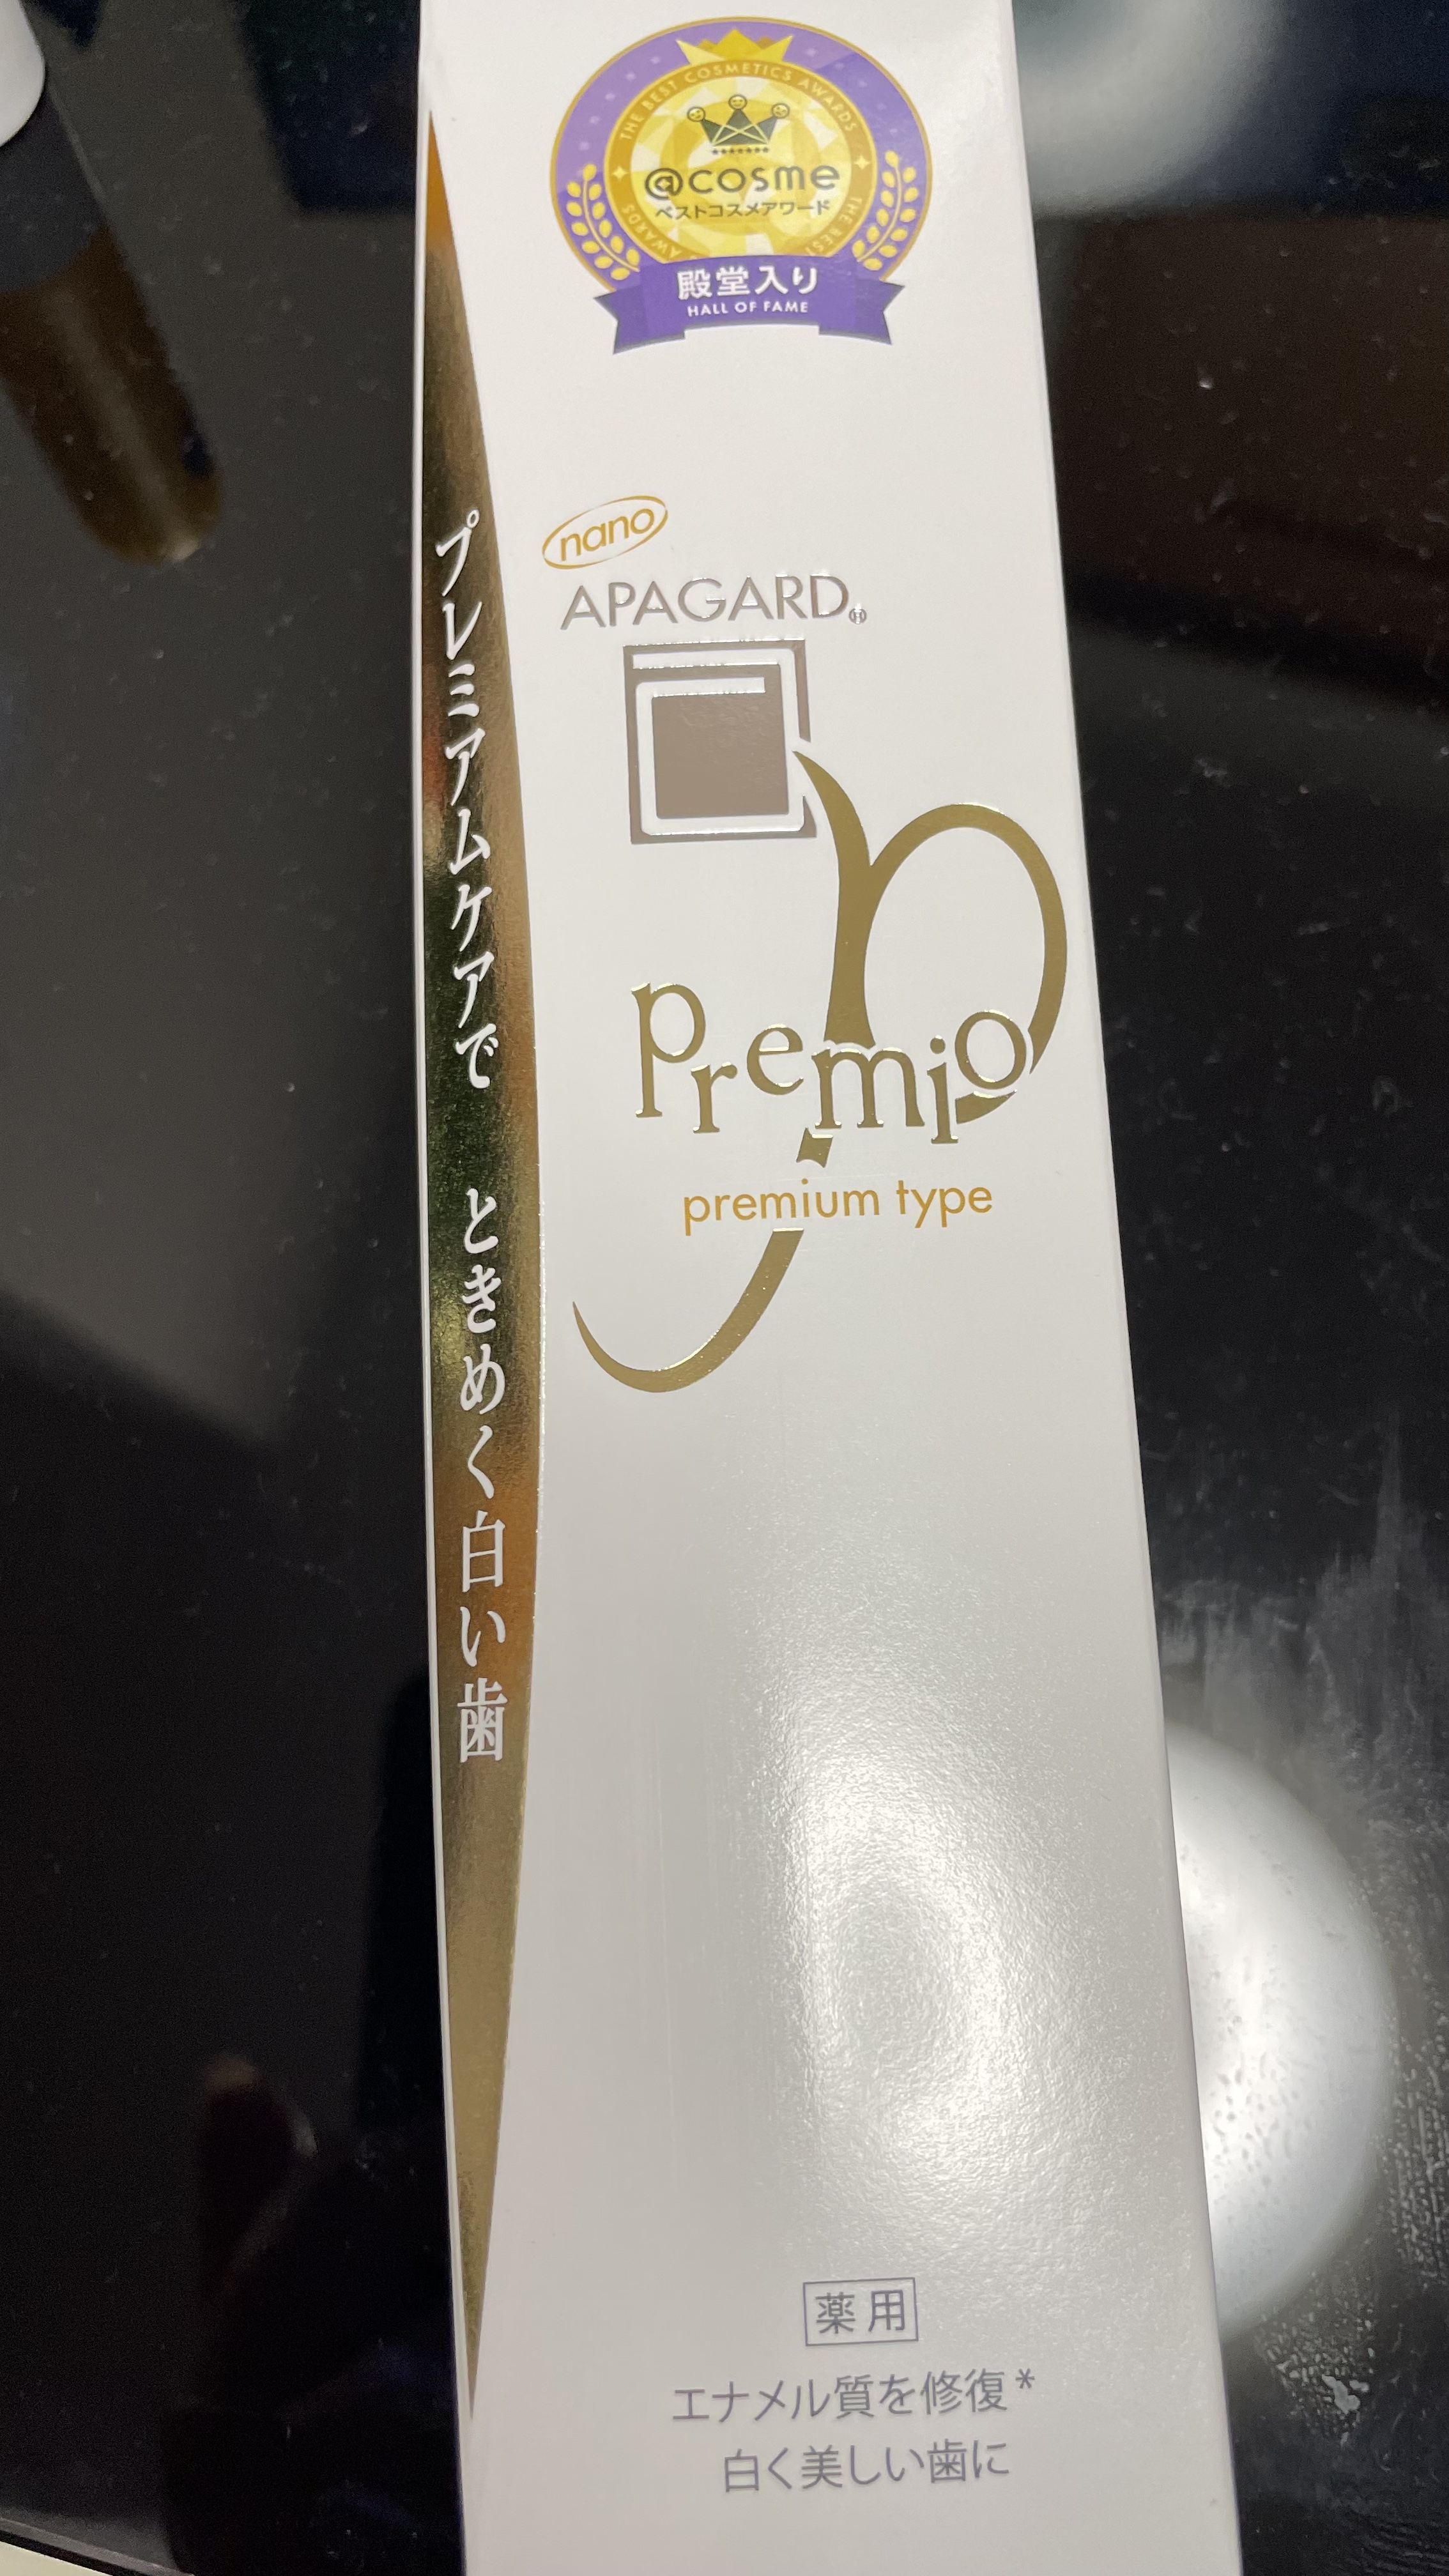 THE BEST COSMETICS AWARDS
@cosme
ベストコスメアワード
殿堂入り
HALL OF FAME
nano
APAGARD®
premio
premium type
プレミアムケアで ときめく白い歯
薬用
エナメル質を修復*
白く美しい歯に